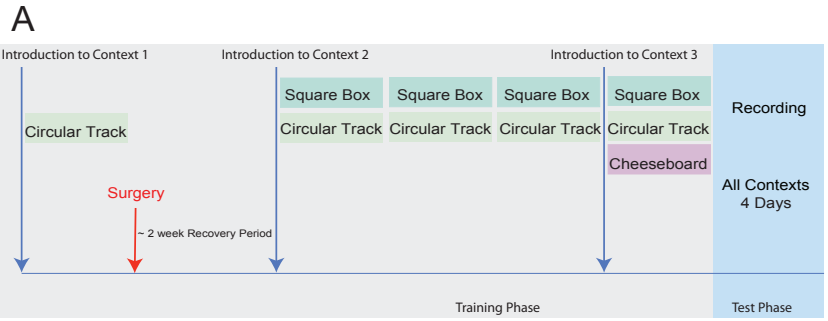 A
Introduction to Context 1
Introduction to Context 2
Introduction to Context 3
Square Box
Square Box
Square Box
Square Box
Recording
Circular Track
Circular Track
Circular Track
Circular Track
Circular Track
Cheeseboard
Surgery
All Contexts
4 Days
~ 2 week Recovery Period
Training Phase
Test Phase